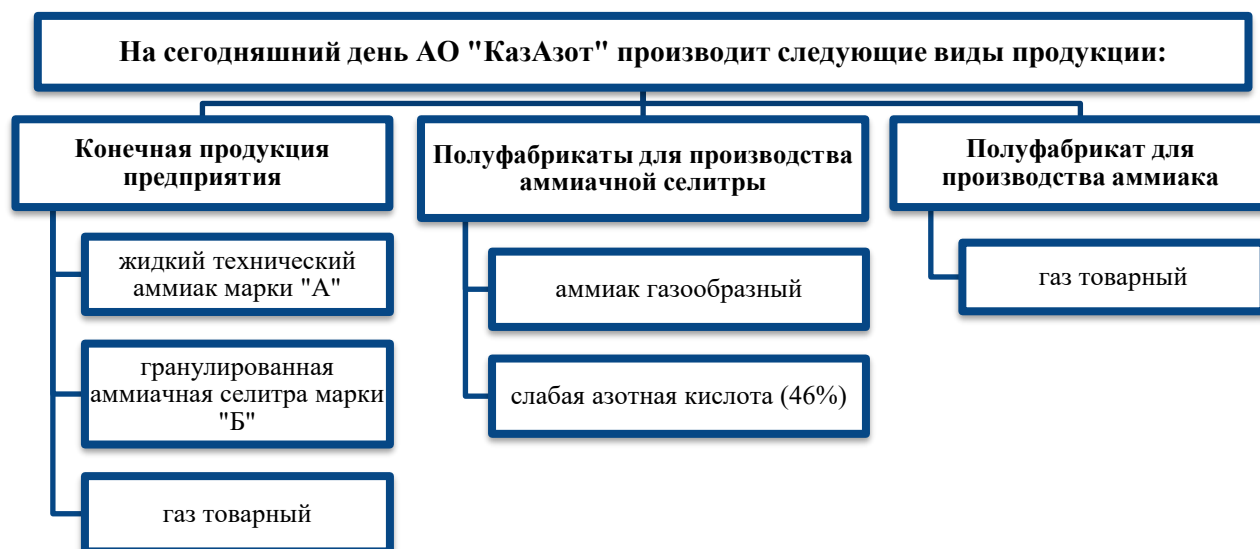 На сегодняшний день АО "КазАзот" производит следующие виды продукции:
Конечная продукция
предприятия
жидкий технический
аммиак марки "А"
гранулированная
аммиачная селитра марки
"Б"
газ товарный
Полуфабрикаты для производства
аммиачной селитры
аммиак газообразный
слабая азотная кислота (46%)
Полуфабрикат для
производства аммиака
газ товарный